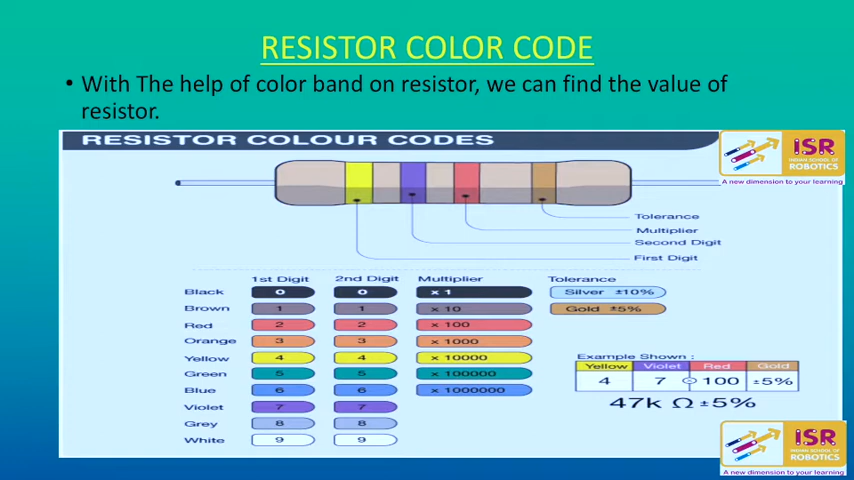 RESISTOR COLOR CODE
• With The help of color band on resistor, we can find the value of
resistor.
RESISTOR COLOUR CODES
ISR
INDIAN SCHOOL OF
ROBOTICS
A new dimension to your learning
Tolerance
Multiplier
Second Digit
First Digit
1st Digit 2nd Digit Multiplier Tolerance
Black 0 0 x 1 Silver ±10%
Brown 1 1 x 10 Gold ±5%
Red 2 2 x 100
Orange 3 3 x 1000
Yellow 4 4 x 10000
Green 5 5 x 100000
Blue 6 6 x 1000000
Violet 7 7
Grey 8 8
White 9 9
Example Shown :
Yellow Violet Red Gold
4 7 100 ±5%
47k Ω ±5%
ISR
INDIAN SCHOOL OF
ROBOTICS
A new dimension to your learning